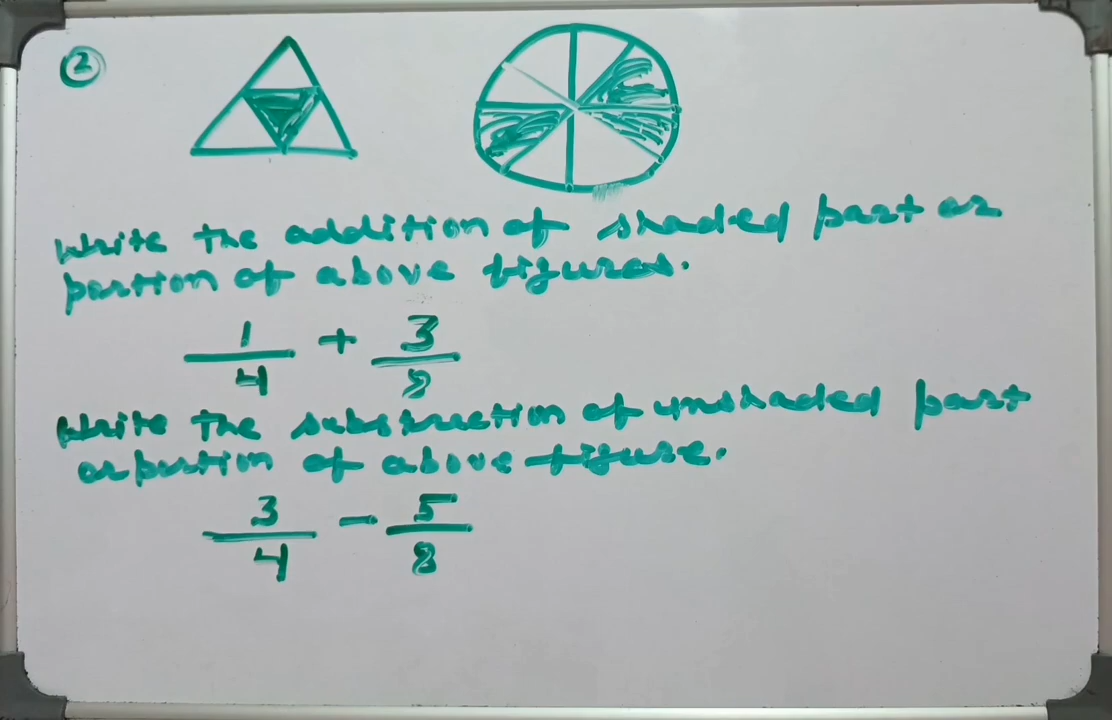 2
Write the addition of shaded part or
portion of above figures.
1/4 + 3/8
Write the substruction of unshaded part
or portion of above figure.
3/4 - 5/8